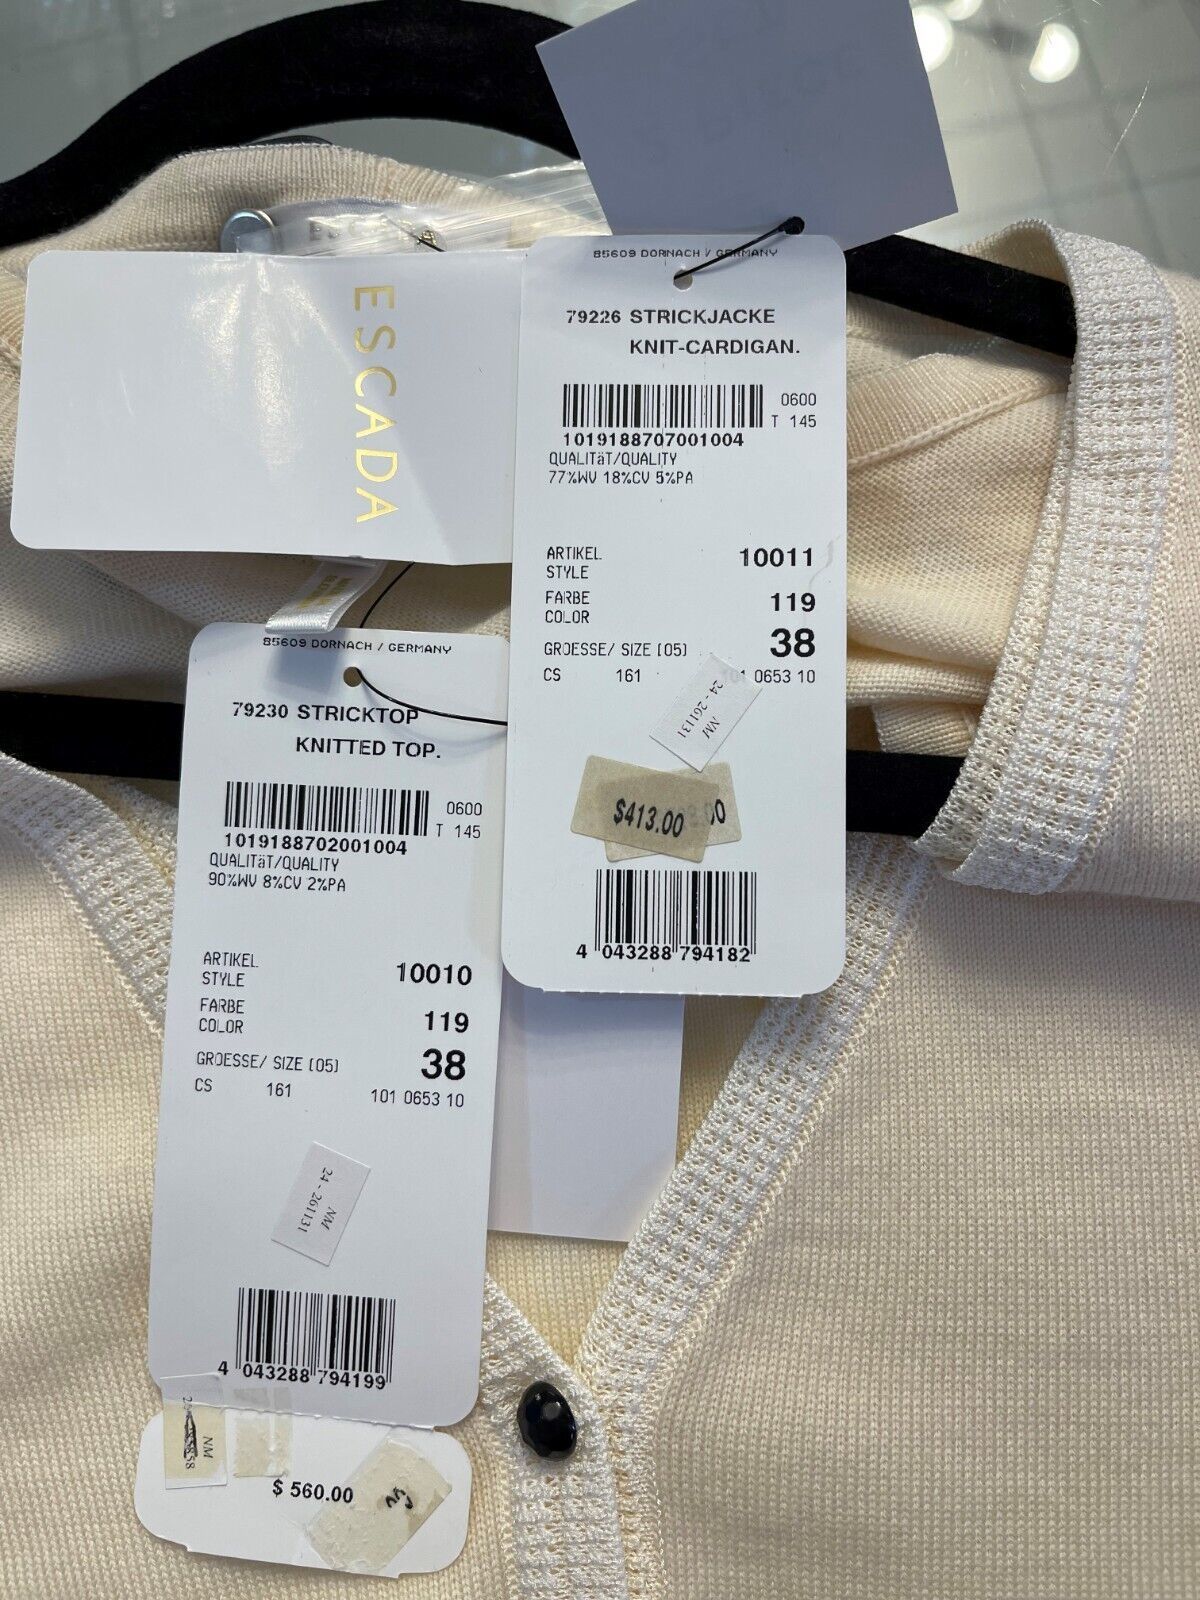 ESCADA
85609 DORNACH / GERMANY
79226 STRICKJACKE
KNIT-CARDIGAN.
0600
T 145
1019188707001004
QUALITäT/QUALITY
77%WV 18%CV 5%PA
ARTIKEL
STYLE
10011
FARBE
COLOR
119
GROESSE/ SIZE [05]
38
CS 161 101 0653 10
NM
24 - 261131
$413.00
4 043288 794182
85609 DORNACH / GERMANY
79230 STRICKTOP
KNITTED TOP.
0600
T 145
1019188702001004
QUALITäT/QUALITY
90%WV 8%CV 2%PA
ARTIKEL
STYLE
10010
FARBE
COLOR
119
GROESSE/ SIZE [05]
38
CS 161 101 0653 10
NM
24 - 261131
4 043288 794199
NM
$ 560.00